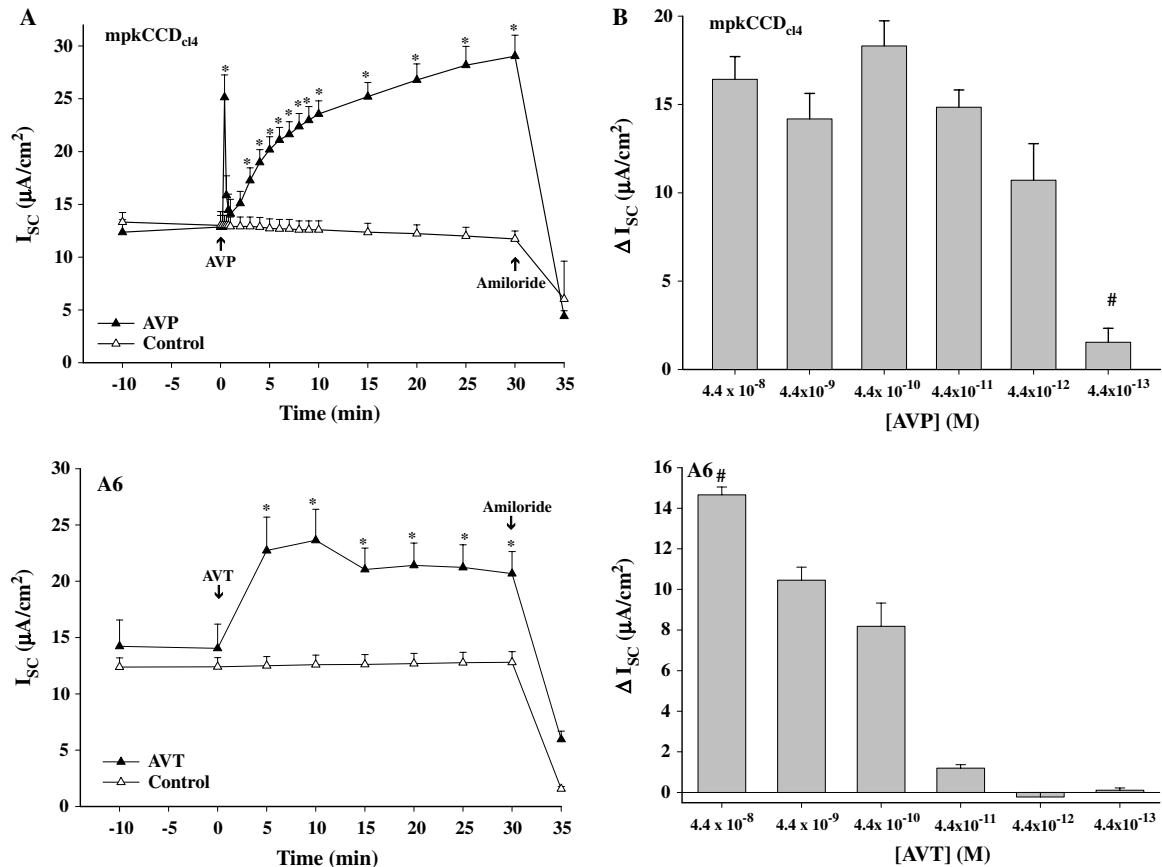 A
mpkCCDcl4
ISC (µA/cm²)
35
30
25
20
15
10
5
0
* * * * * * * * * * * * * *
AVP
Amiloride
AVP
Control
-10 -5 0 5 10 15 20 25 30 35
Time (min)
B
mpkCCDcl4
Δ ISC (µA/cm²)
20
15
10
5
0
#
4.4 x 10-8 4.4x10-9 4.4x10-10 4.4x10-11 4.4x10-12 4.4x10-13
[AVP] (M)
A6
ISC (µA/cm²)
30
25
20
15
10
5
0
* * * * * *
AVT
Amiloride
AVT
Control
-10 -5 0 5 10 15 20 25 30 35
Time (min)
A6
Δ ISC (µA/cm²)
16
14
12
10
8
6
4
2
0
#
4.4 x 10-8 4.4 x 10-9 4.4 x 10-10 4.4x10-11 4.4x10-12 4.4x10-13
[AVT] (M)